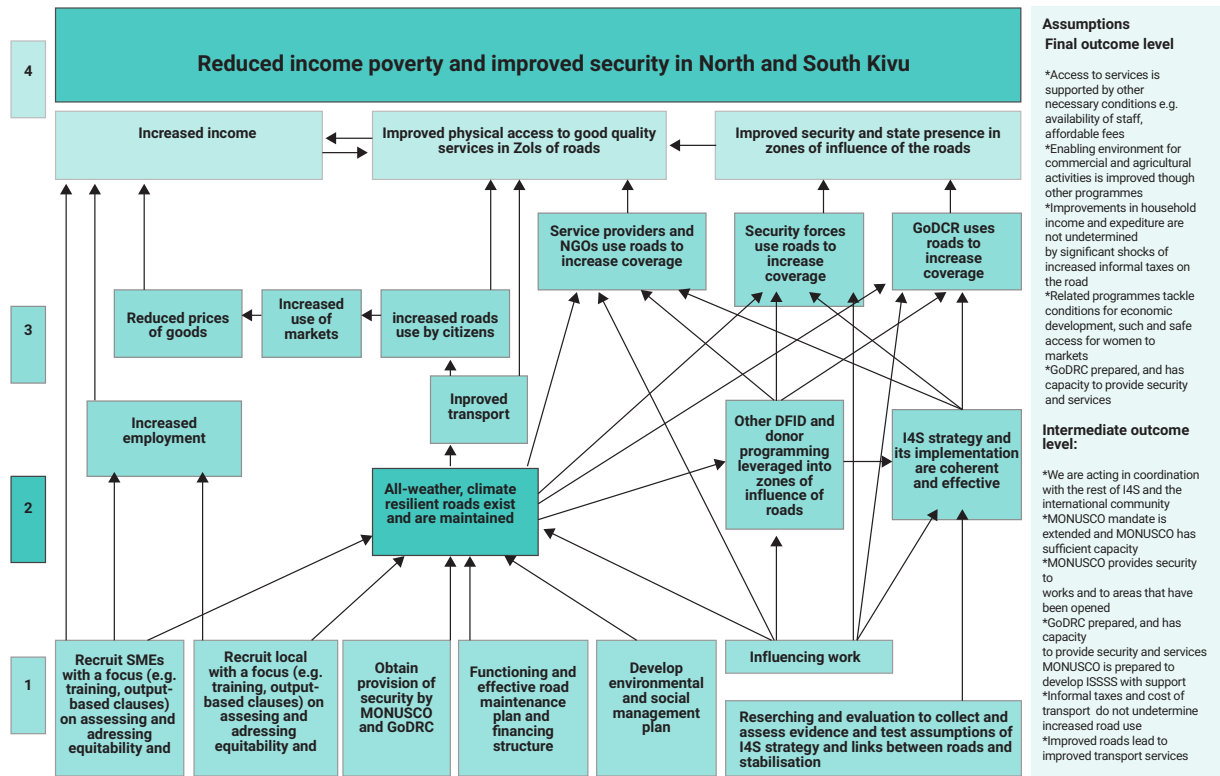 4
Reduced income poverty and improved security in North and South Kivu
Increased income
Improved physical access to good quality
services in Zols of roads
Improved security and state presence in
zones of influence of the roads
Service providers and
NGOs use roads to
increase coverage
Security forces
use roads to
increase
coverage
GoDCR uses
roads to
increase
coverage
3
Reduced prices
of goods
Increased
use of
markets
increased roads
use by citizens
Inproved
transport
Increased
employment
Other DFID and
donor
programming
leveraged into
zones of
influence of
roads
I4S strategy and
its implementation
are coherent
and effective
2
All-weather, climate
resilient roads exist
and are maintained
1
Recruit SMEs
with a focus (e.g.
training, output-
based clauses) on
on assessing and
adressing
equitability and
Recruit local
with a focus (e.g.
training, output-
based clauses) on
assesing and
adressing
equitability and
Obtain
provision of
security by
MONUSCO and
GoDRC
Functioning and
effective road
maintenance
plan and
financing
structure
Develop
environmental
and social
management
plan
Influencing work
Reserching and evaluation to collect and
assess evidence and test assumptions of
I4S strategy and links between roads and
stabilisation
Assumptions
Final outcome level
*Access to services is
supported by other
necessary conditions e.g.
availability of staff,
affordable fees
*Enabling environment for
commercial and agricultural
activities is improved though
other programmes
*Improvements in household
income and expediture are
not undetermined
by significant shocks of
increased informal taxes on
the road
*Related programmes tackle
conditions for economic
development, such and safe
access for women to
markets
*GoDRC prepared, and has
capacity to provide security
and services
Intermediate outcome
level:
*We are acting in coordination
with the rest of I4S and the
international community
*MONUSCO mandate is
extended and MONUSCO has
sufficient capacity
*MONUSCO provides security
to
works and to areas that have
been opened
*GoDRC prepared, and has
capacity
to provide security and services
MONUSCO is prepared to
develop ISSSS with support
*Informal taxes and cost of
transport do not undetermine
increased road use
*Improved roads lead to
improved transport services